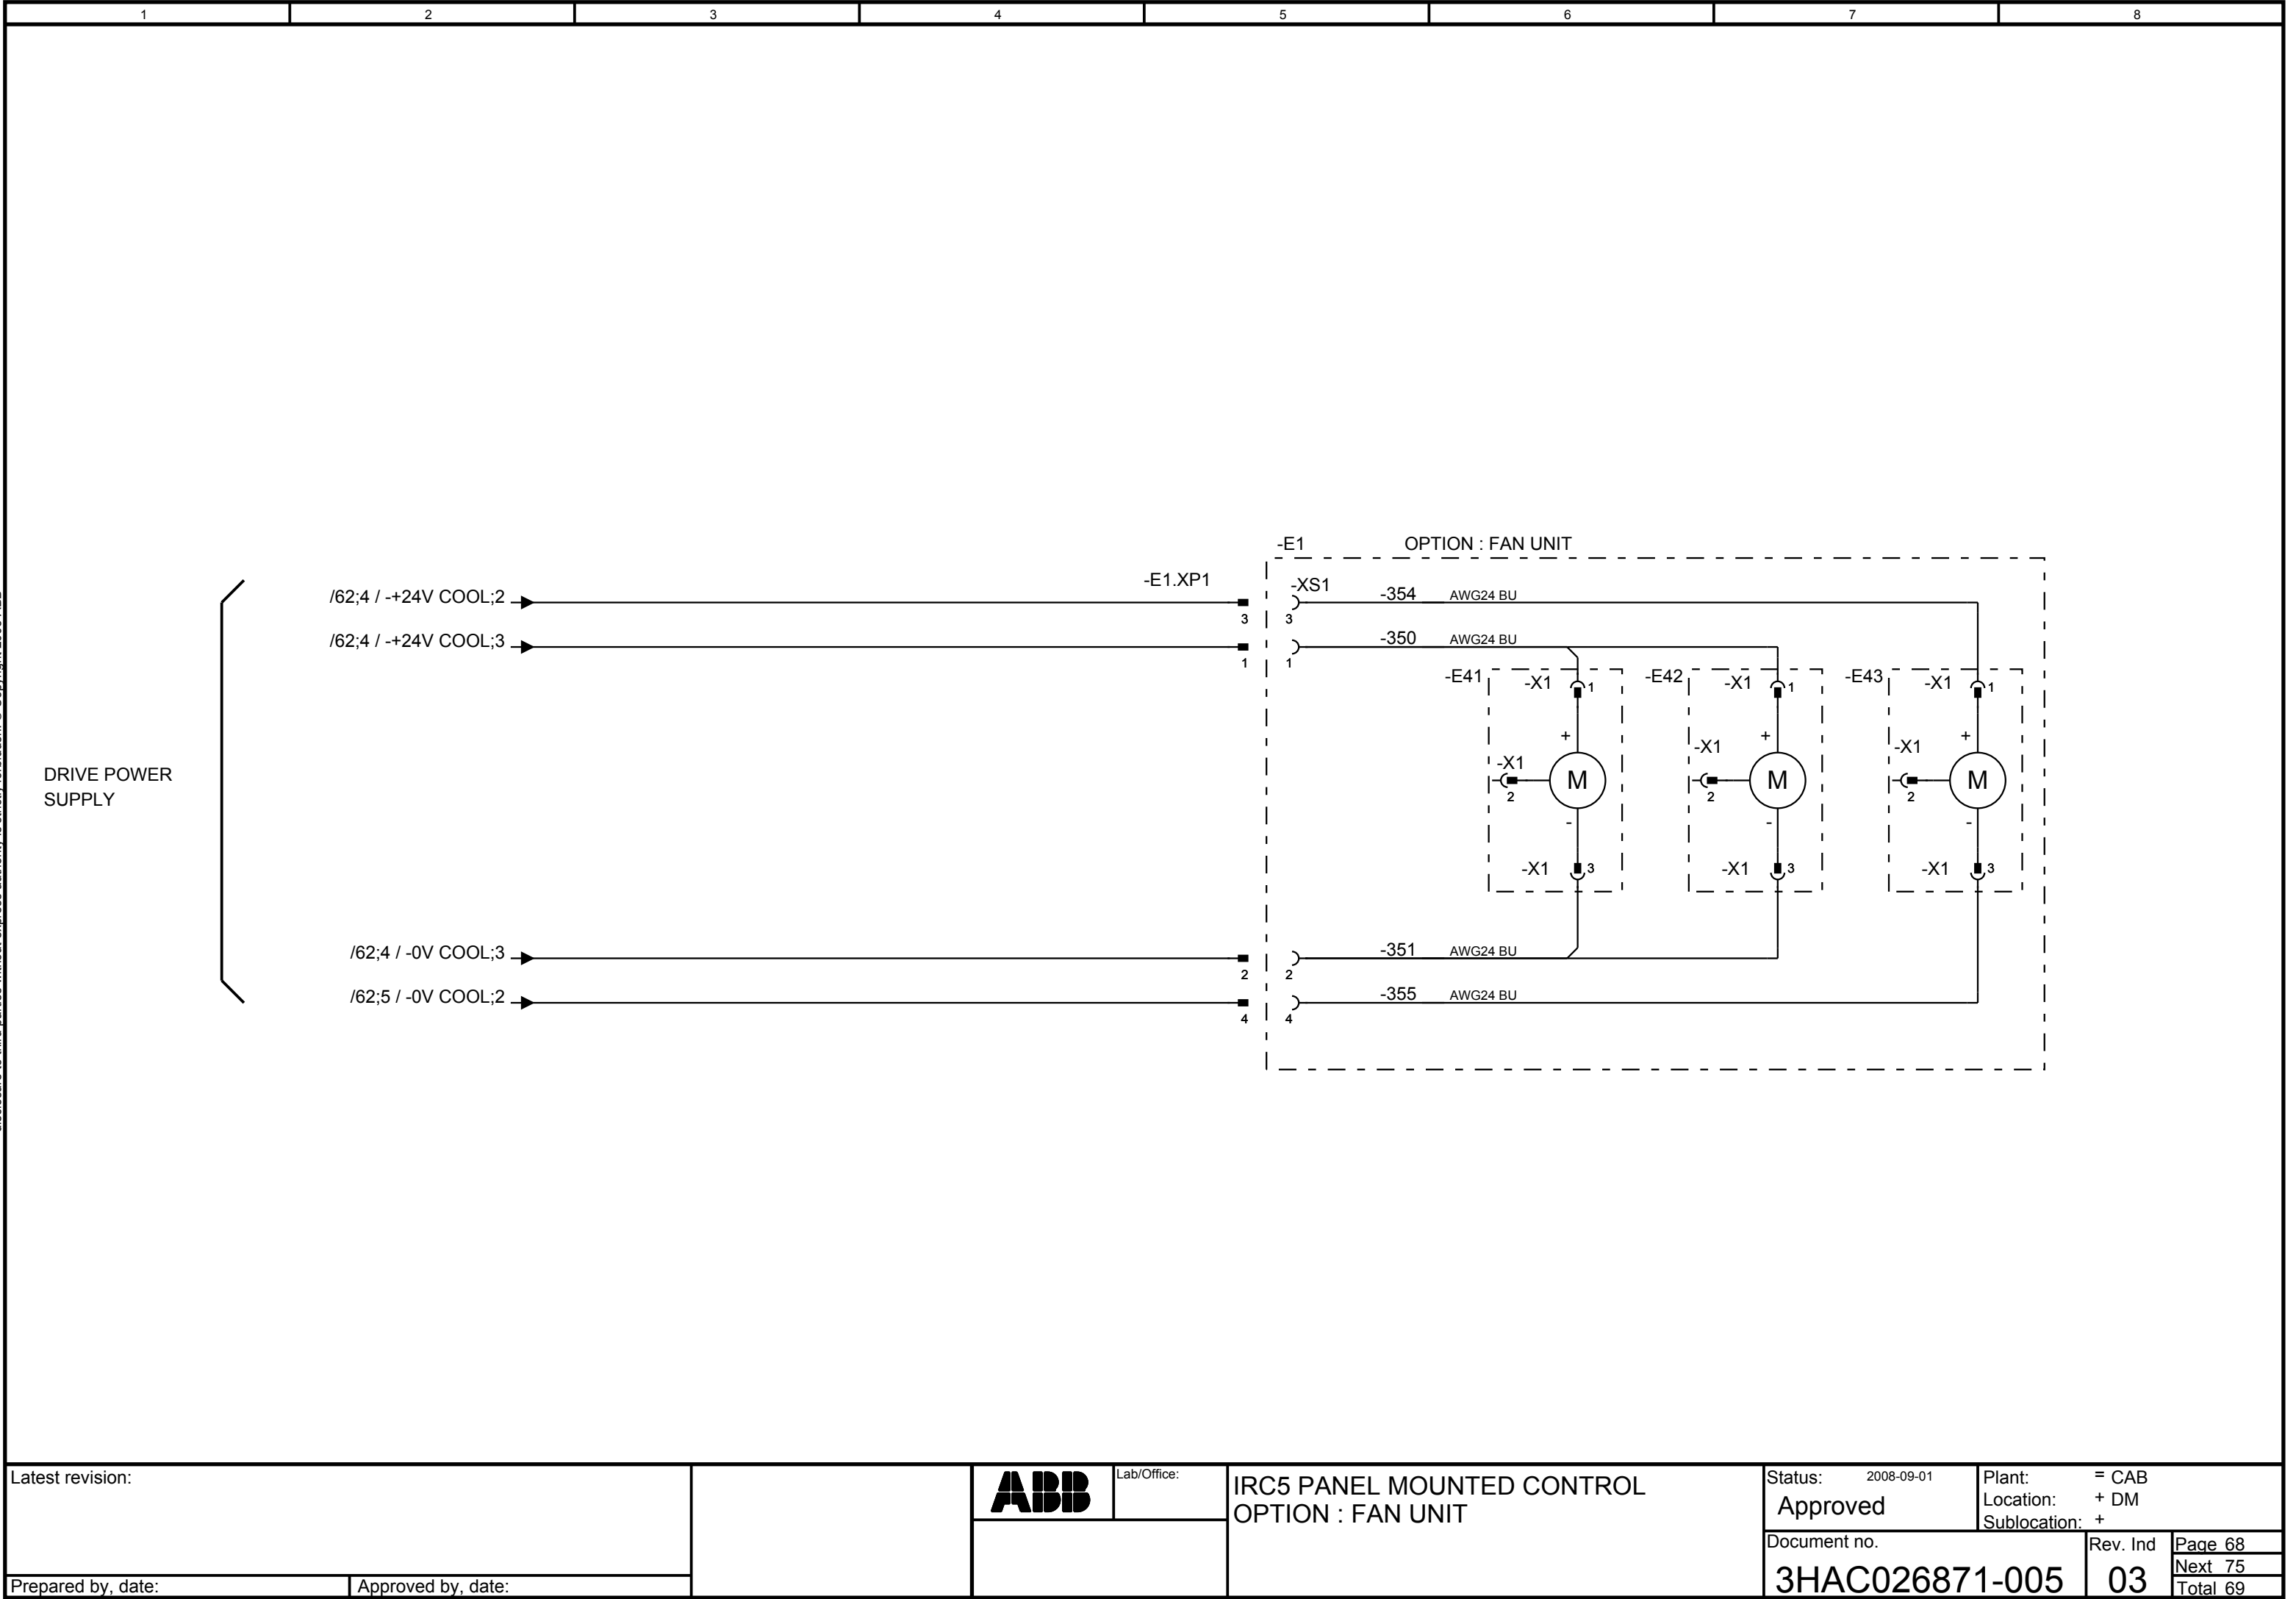 1 2 3 4 5 6 7 8
-E1 OPTION : FAN UNIT
-E1.XP1 -XS1
/62;4 / -+24V COOL;2 3 3 -354 AWG24 BU
/62;4 / -+24V COOL;3 1 1 -350 AWG24 BU
-E41 -X1 1 -E42 -X1 1 -E43 -X1 1
+ + +
-X1 -X1 -X1
2 M 2 M 2 M
- - -
-X1 3 -X1 3 -X1 3
DRIVE POWER
SUPPLY
/62;4 / -0V COOL;3 2 2 -351 AWG24 BU
/62;5 / -0V COOL;2 4 4 -355 AWG24 BU
Latest revision:
Prepared by, date: Approved by, date:
ABB
Lab/Office:
IRC5 PANEL MOUNTED CONTROL
OPTION : FAN UNIT
Status: 2008-09-01
Approved
Plant: = CAB
Location: + DM
Sublocation: +
Document no.
3HAC026871-005
Rev. Ind
03
Page 68
Next 75
Total 69